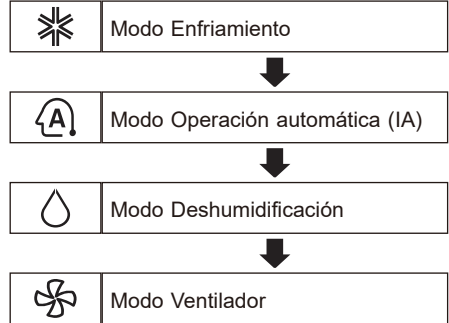 Modo Enfriamiento
A
Modo Operación automática (IA)
Modo Deshumidificación
Modo Ventilador